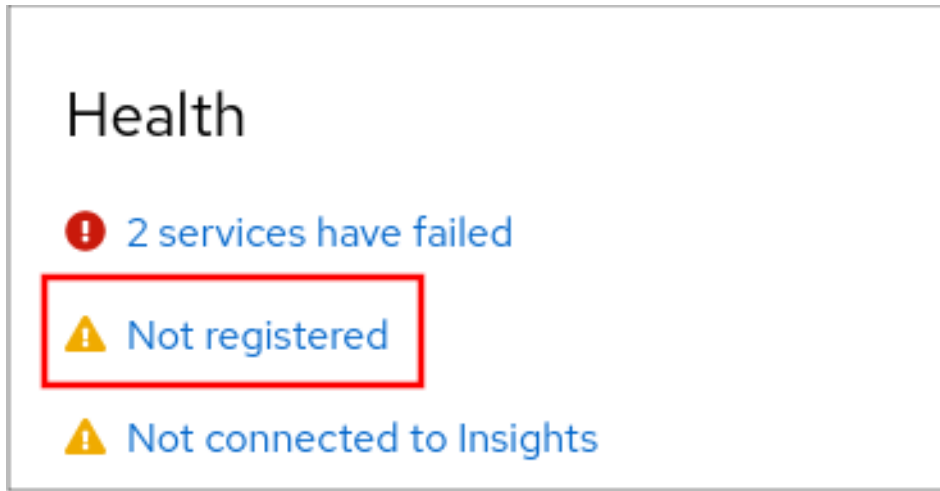 Health
2 services have failed
Not registered
Not connected to Insights